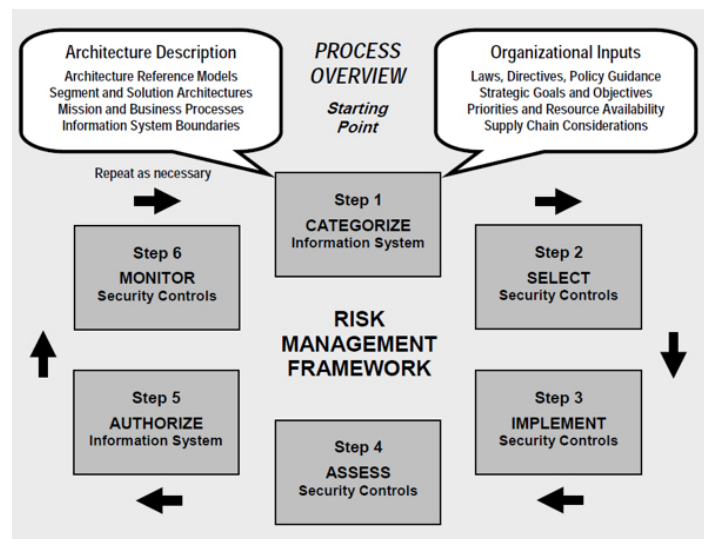 Architecture Description
Architecture Reference Models
Segment and Solution Architectures
Mission and Business Processes
Information System Boundaries
PROCESS
OVERVIEW
Starting
Point
Organizational Inputs
Laws, Directives, Policy Guidance
Strategic Goals and Objectives
Priorities and Resource Availability
Supply Chain Considerations
Repeat as necessary
Step 1
CATEGORIZE
Information System
Step 2
SELECT
Security Controls
Step 3
IMPLEMENT
Security Controls
Step 4
ASSESS
Security Controls
Step 5
AUTHORIZE
Information System
Step 6
MONITOR
Security Controls
RISK
MANAGEMENT
FRAMEWORK